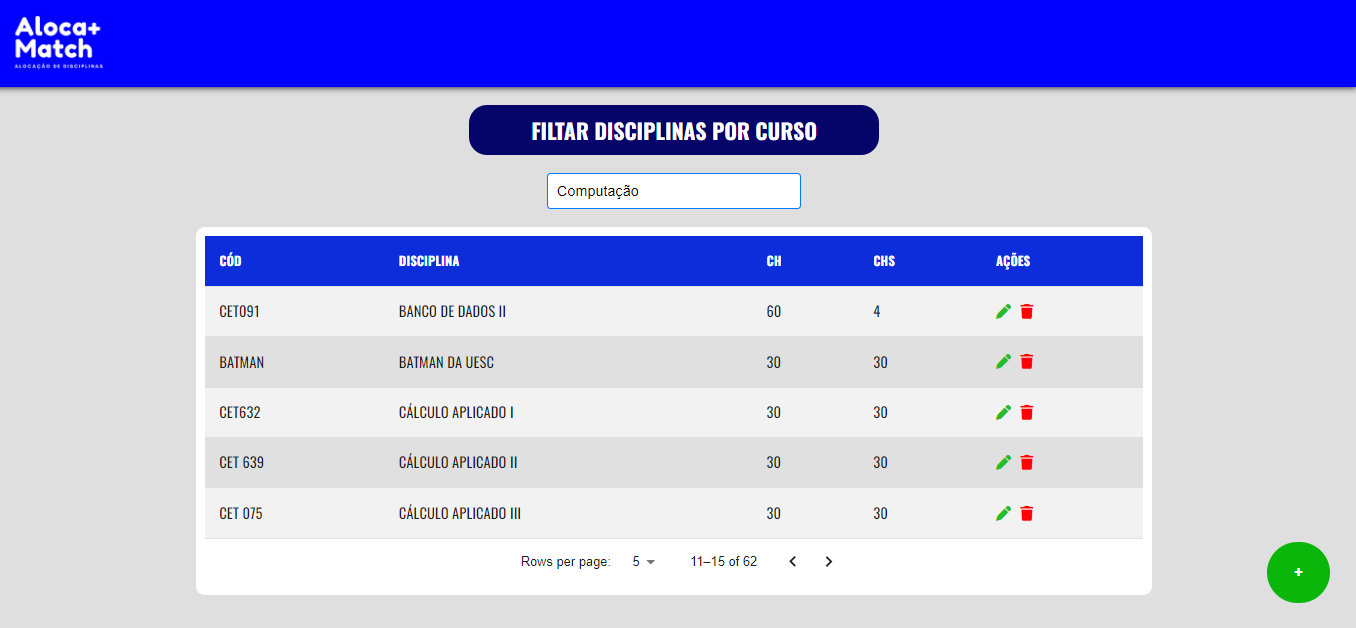 Aloca+
Match
ALOCAÇÃO DE DISCIPLINAS
FILTAR DISCIPLINAS POR CURSO
Computação
CÓD DISCIPLINA CH CHS AÇÕES
CET091 BANCO DE DADOS II 60 4
BATMAN BATMAN DA UESC 30 30
CET632 CÁLCULO APLICADO I 30 30
CET 639 CÁLCULO APLICADO II 30 30
CET 075 CÁLCULO APLICADO III 30 30
Rows per page: 5 11–15 of 62
+